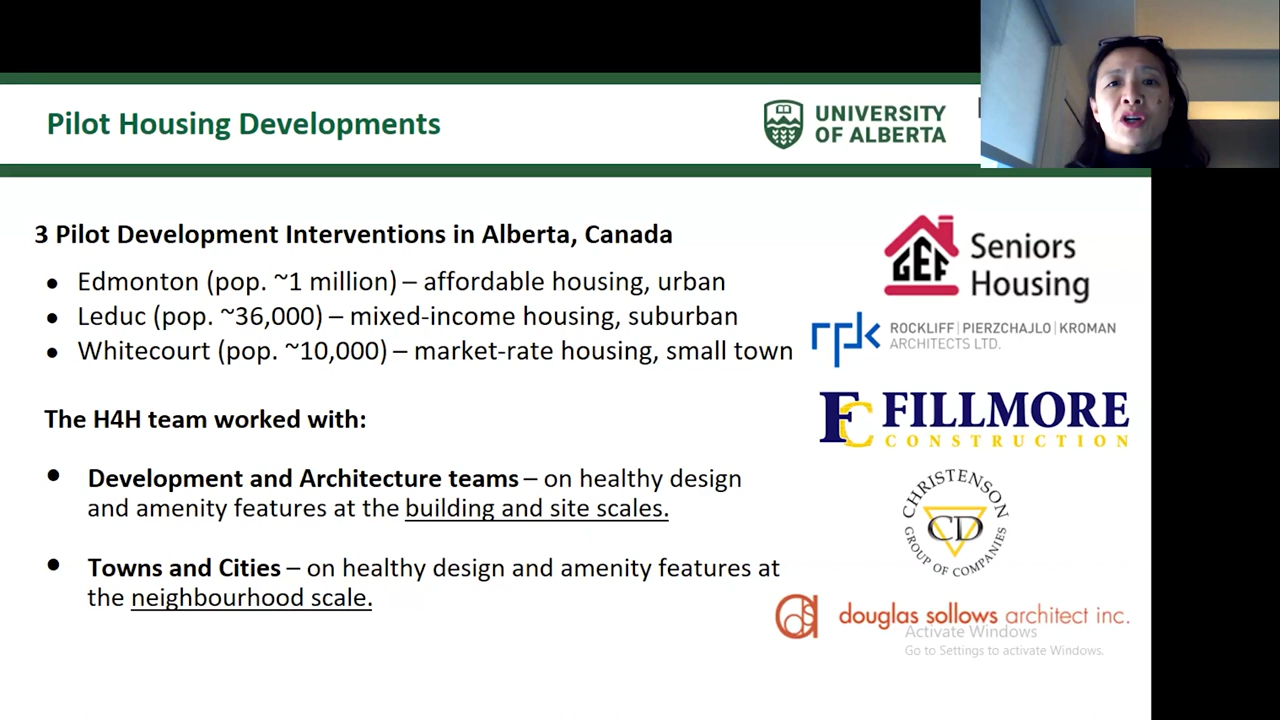 Pilot Housing Developments
UNIVERSITY
OF ALBERTA
3 Pilot Development Interventions in Alberta, Canada
● Edmonton (pop. ~1 million) – affordable housing, urban
● Leduc (pop. ~36,000) – mixed-income housing, suburban
● Whitecourt (pop. ~10,000) – market-rate housing, small town
The H4H team worked with:
● Development and Architecture teams – on healthy design
and amenity features at the building and site scales.
● Towns and Cities – on healthy design and amenity features at
the neighbourhood scale.
GEF Seniors
Housing
rpk ROCKLIFF | PIERZCHAJLO | KROMAN
ARCHITECTS LTD.
FC FILLMORE
CONSTRUCTION
CHRISTENSON
CD
GROUP OF COMPANIES
das douglas sollows architect inc.
Activate Windows
Go to Settings to activate Windows.